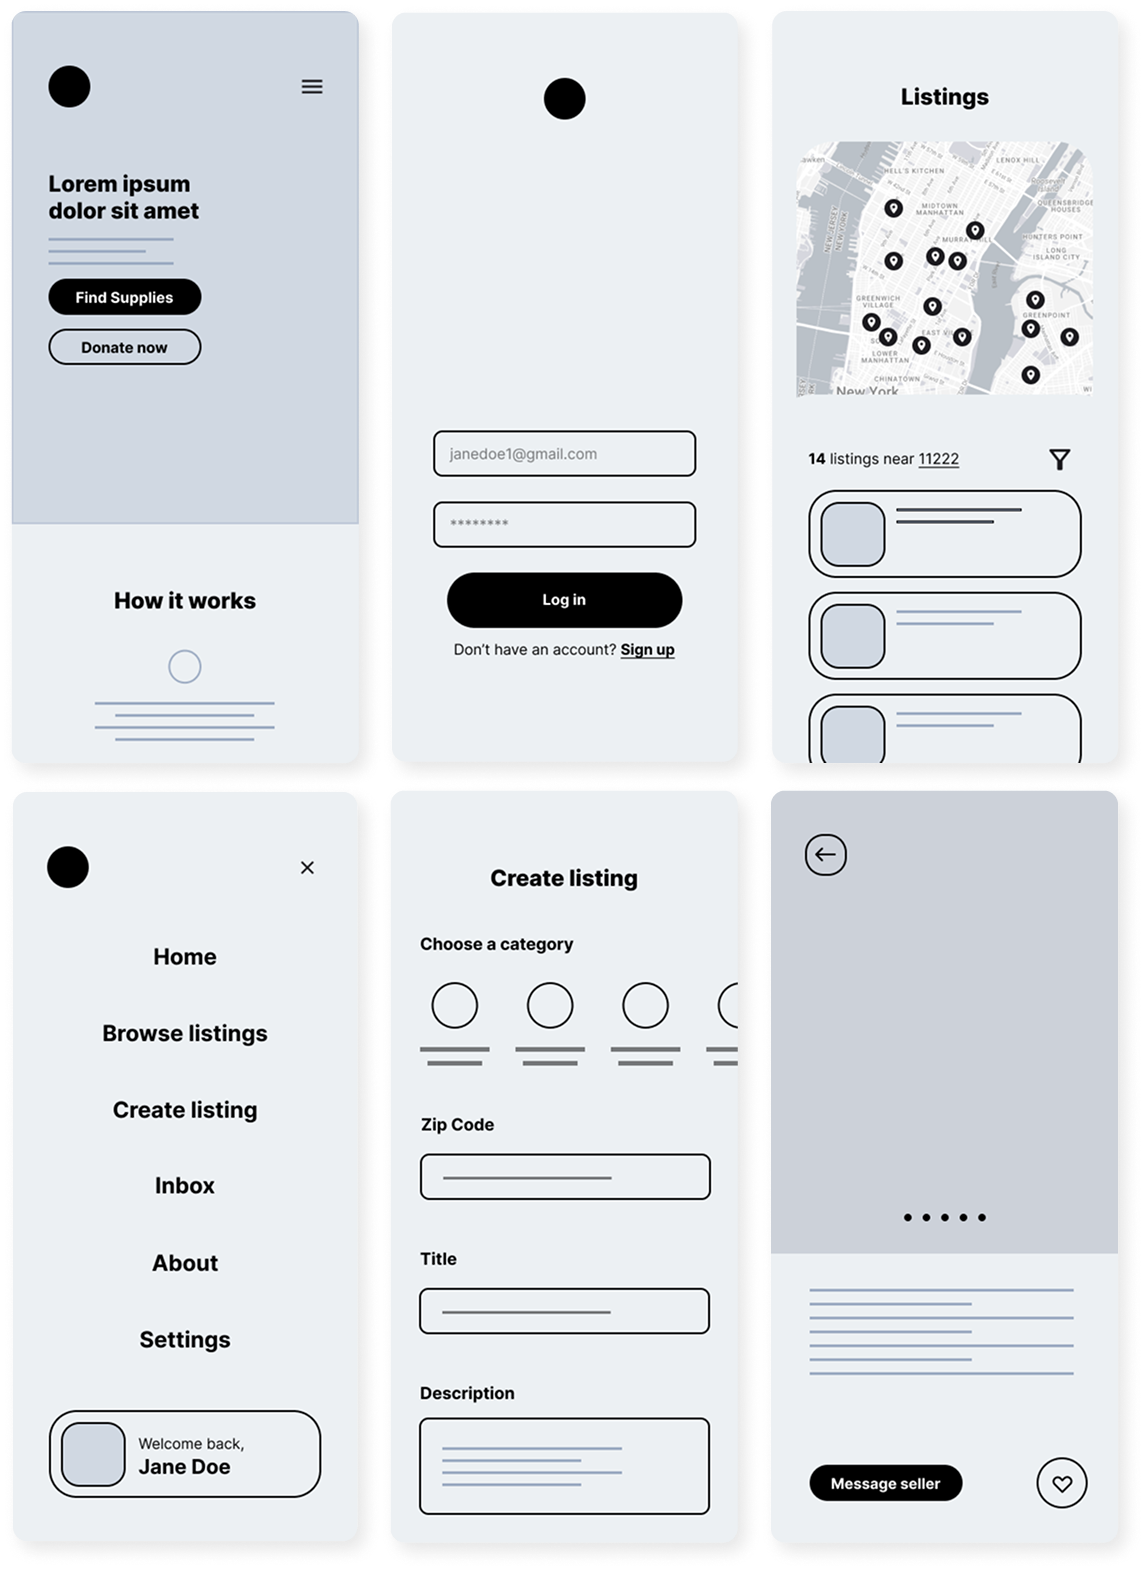 Lorem ipsum
dolor sit amet
Find Supplies
Donate now
How it works
janedoe1@gmail.com
********
Log in
Don't have an account? Sign up
Listings
HELL'S KITCHEN
LENOX HILL
QUEENSBRIDGE
HOUSES
MIDTOWN
MANHATTAN
MURRAY HILL
HUNTERS POINT
LONG
ISLAND CITY
NEW JERSEY
NEW YORK
GREENWICH
VILLAGE
GREENPOINT
LOWER
MANHATTAN
E Houston St
CHINATOWN
Grand St
New York
14 listings near 11222
Home
Browse listings
Create listing
Inbox
About
Settings
Welcome back,
Jane Doe
Create listing
Choose a category
Zip Code
Title
Description
Message seller